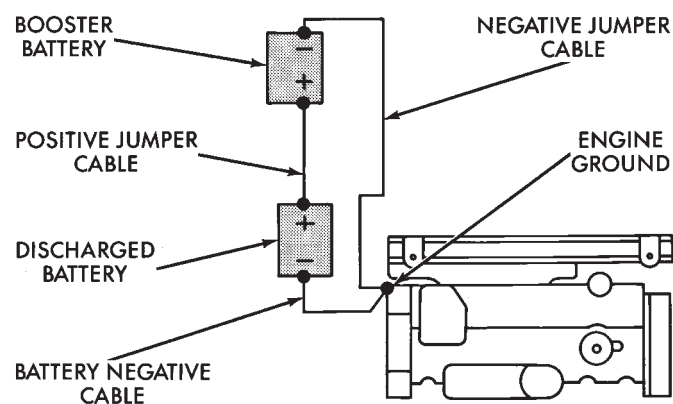 BOOSTER
BATTERY
NEGATIVE JUMPER
CABLE
−
+
POSITIVE JUMPER
CABLE
ENGINE
GROUND
+
−
DISCHARGED
BATTERY
BATTERY NEGATIVE
CABLE